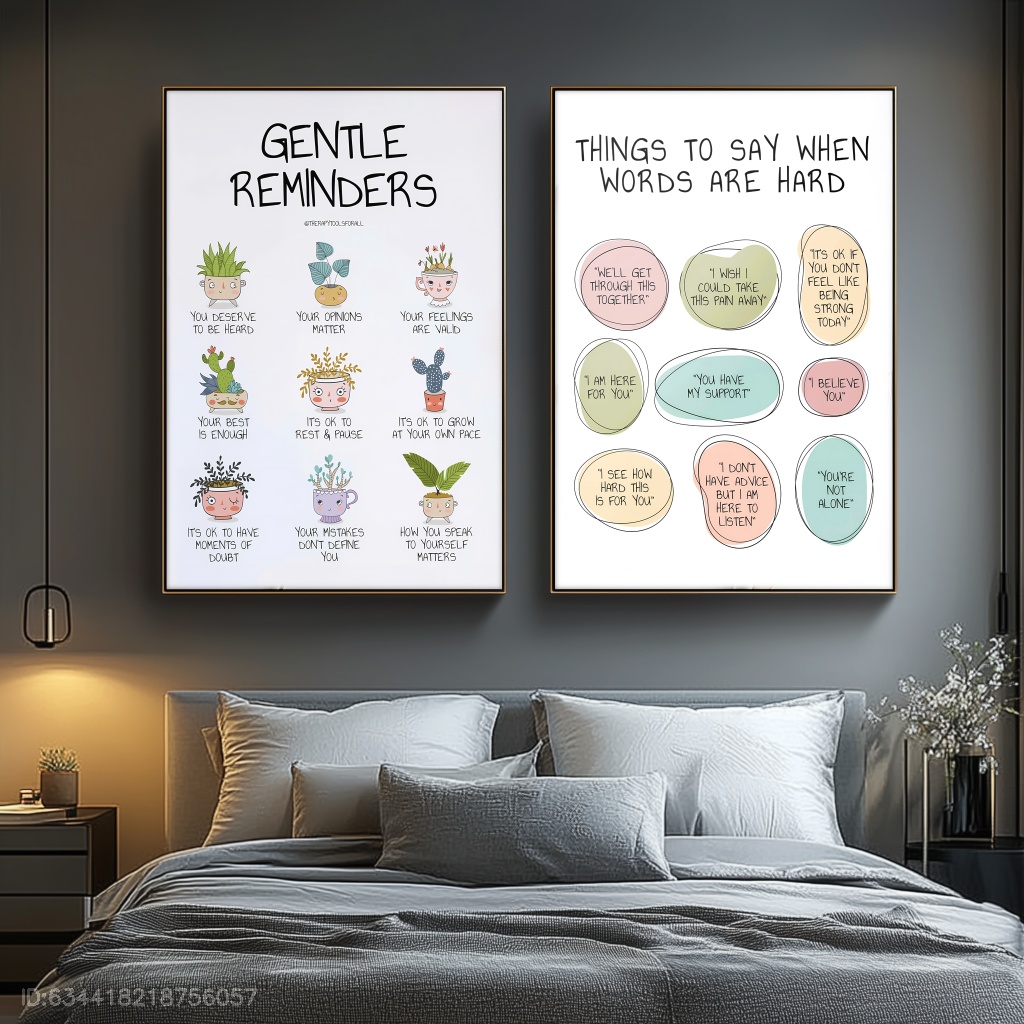 GENTLE
REMINDERS
@THERAPYTOOLSFORALL
YOU DESERVE
TO BE HEARD
YOUR OPINIONS
MATTER
YOUR FEELINGS
ARE VALID
YOUR BEST
IS ENOUGH
IT'S OK TO
REST & PAUSE
IT'S OK TO GROW
AT YOUR OWN PACE
IT'S OK TO HAVE
MOMENTS OF
DOUBT
YOUR MISTAKES
DON'T DEFINE
YOU
HOW YOU SPEAK
TO YOURSELF
MATTERS
THINGS TO SAY WHEN
WORDS ARE HARD
"WE'LL GET
THROUGH THIS
TOGETHER"
"I WISH I
COULD TAKE
THIS PAIN AWAY"
"IT'S OK IF
YOU DON'T
FEEL LIKE
BEING
STRONG
TODAY"
"I AM HERE
FOR YOU"
"YOU HAVE
MY SUPPORT"
"I BELIEVE
YOU"
"I SEE HOW
HARD THIS
IS FOR YOU"
"I DON'T
HAVE ADVICE
BUT I AM
HERE TO
LISTEN"
"YOU'RE
NOT
ALONE"
ID:634418218756057